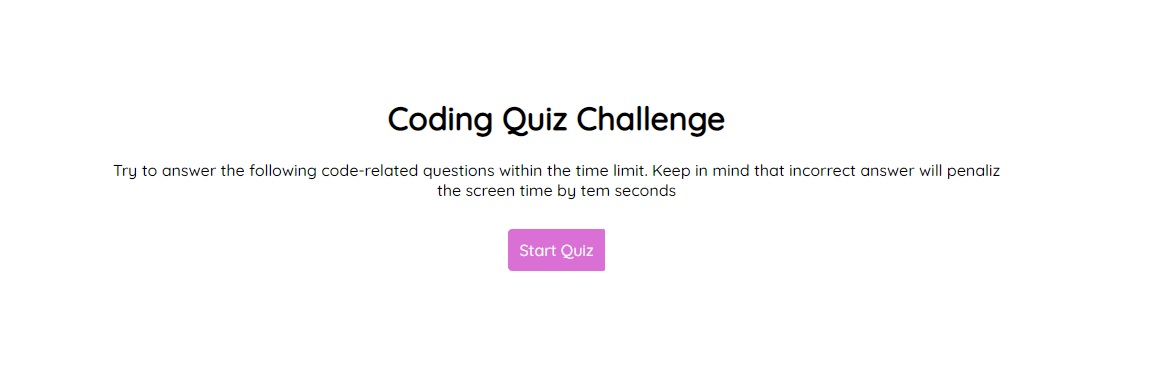 Coding Quiz Challenge
Try to answer the following code-related questions within the time limit. Keep in mind that incorrect answer will penaliz
the screen time by tem seconds
Start Quiz